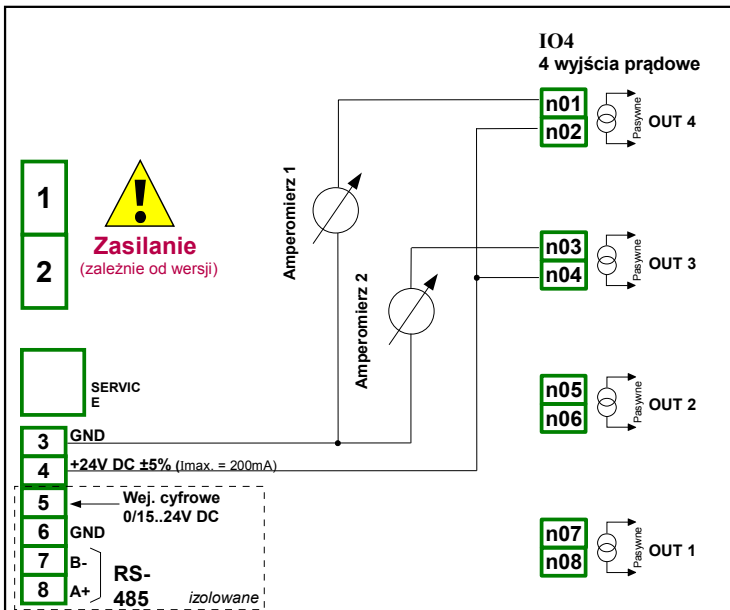 IO4
4 wyjścia prądowe
n01
n02
Pasywne
OUT 4
Amperomierz 1
1
2
!
Zasilanie
(zależnie od wersji)
n03
n04
Pasywne
OUT 3
Amperomierz 2
SERVIC
E
n05
n06
Pasywne
OUT 2
3 GND
4 +24V DC ±5% (Imax. = 200mA)
5 Wej. cyfrowe
0/15..24V DC
6 GND
7 B-
8 A+
RS-
485
izolowane
n07
n08
Pasywne
OUT 1